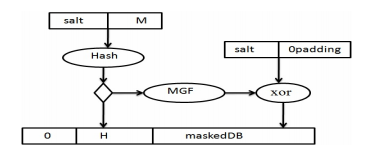 salt M
Hash
salt 0padding
MGF
xor
0 H maskedDB